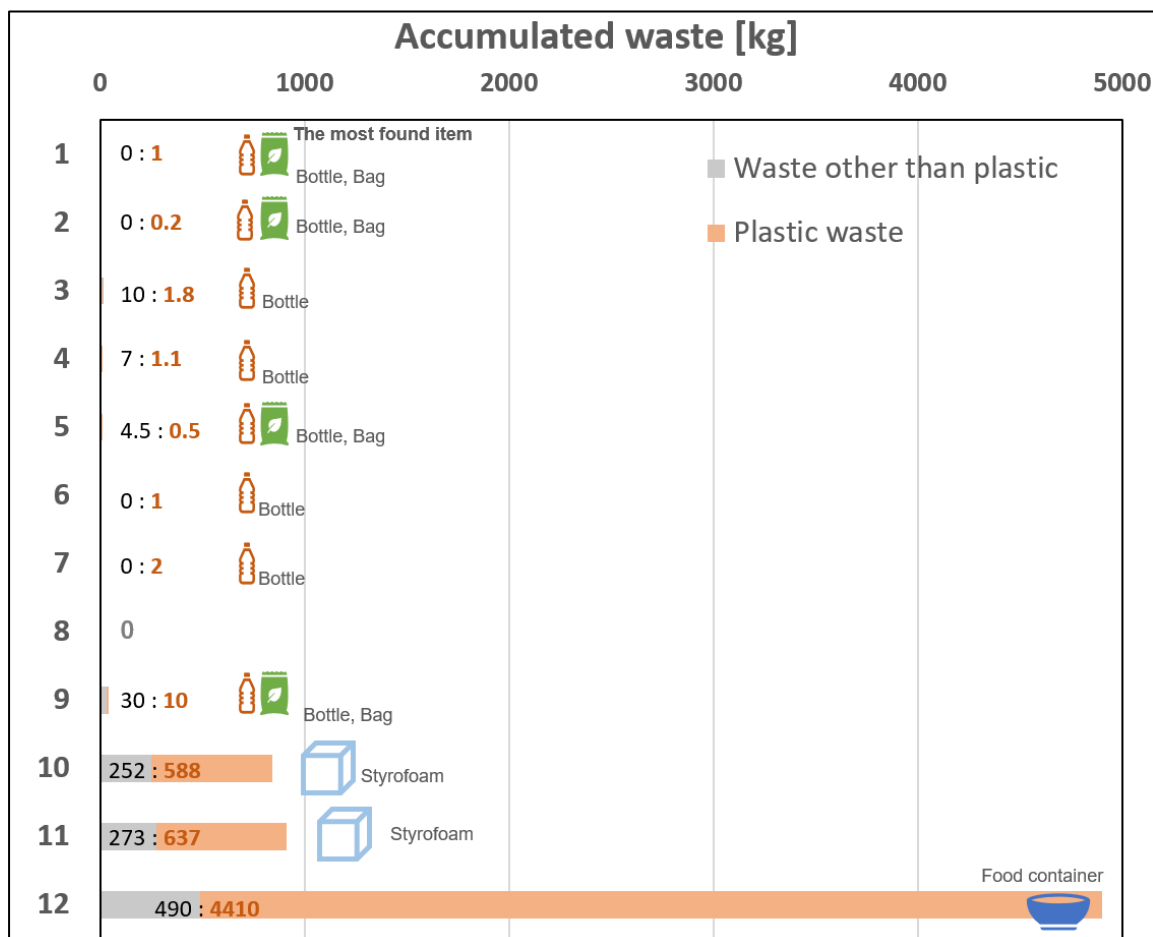 Accumulated waste [kg]
0 1000 2000 3000 4000 5000
The most found item
1 0 : 1 Bottle, Bag
Waste other than plastic
2 0 : 0.2 Bottle, Bag
Plastic waste
3 10 : 1.8 Bottle
4 7 : 1.1 Bottle
5 4.5 : 0.5 Bottle, Bag
6 0 : 1 Bottle
7 0 : 2 Bottle
8 0
9 30 : 10 Bottle, Bag
10 252 : 588 Styrofoam
11 273 : 637 Styrofoam
Food container
12 490 : 4410